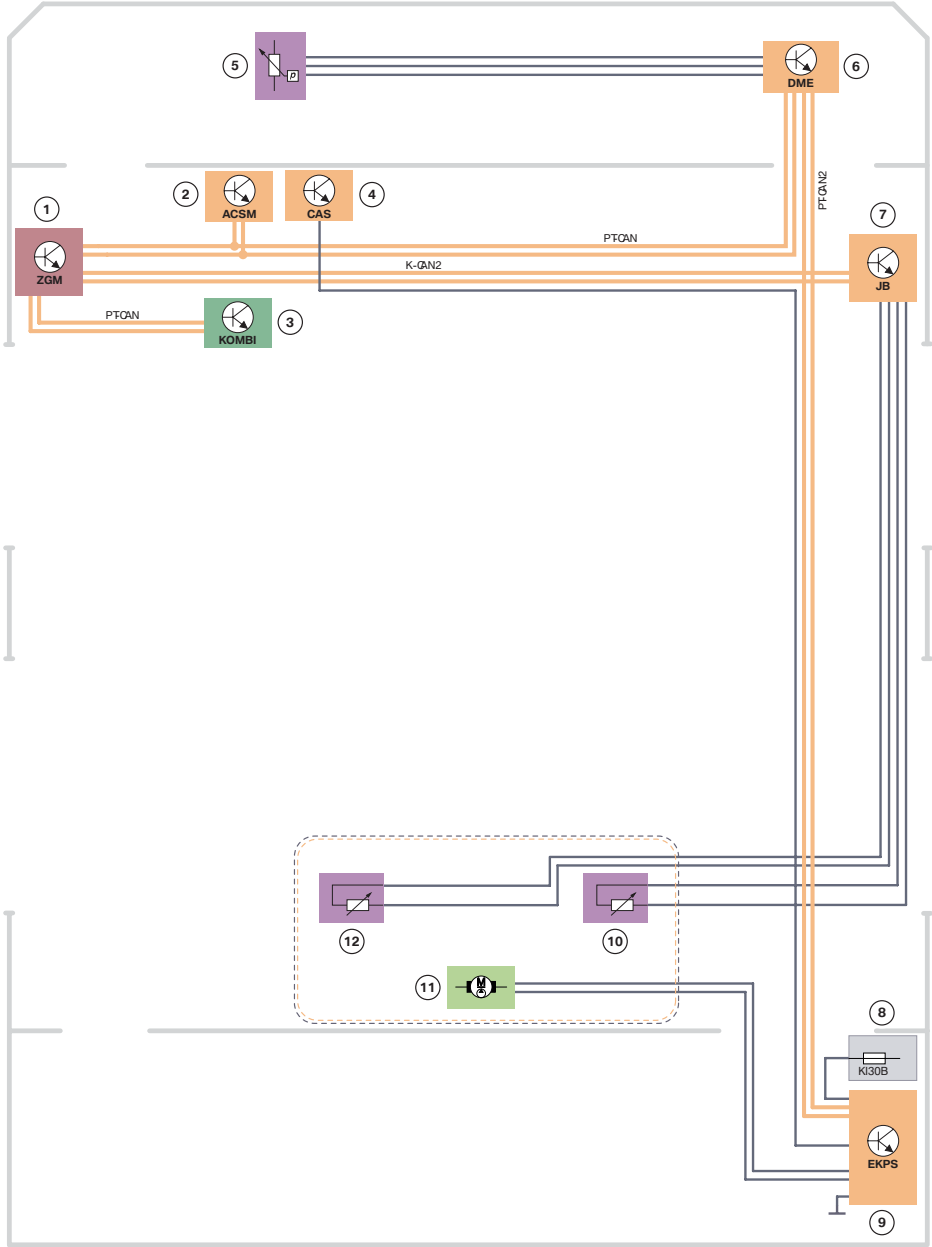 5
p
DME
6
2
ACSM
CAS
4
1
PT-CAN2
7
ZGM
PT-CAN
K-CAN2
JB
PT-CAN
KOMBI
3
12
10
11
M
8
Kl30B
EKPS
9